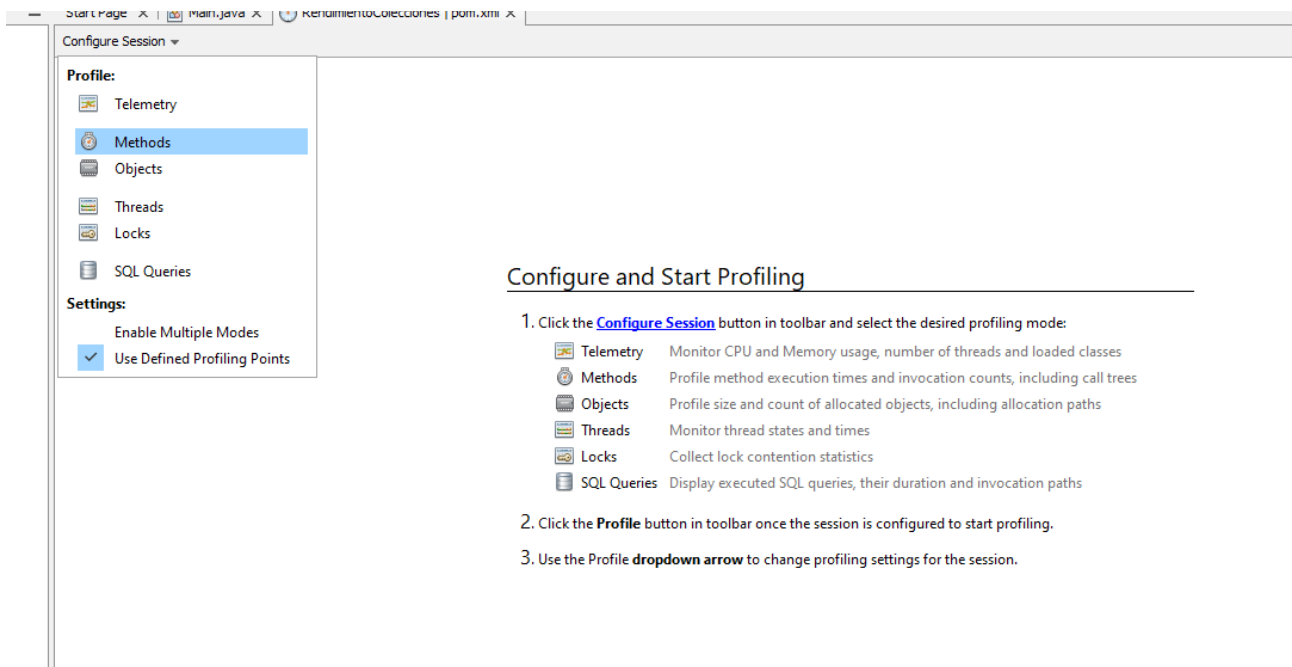 Start Page Main.java RendimientoColecciones | pom.xml
Configure Session
Profile:
Telemetry
Methods
Objects
Threads
Locks
SQL Queries
Settings:
Enable Multiple Modes
Use Defined Profiling Points
Configure and Start Profiling
1. Click the Configure Session button in toolbar and select the desired profiling mode:
Telemetry Monitor CPU and Memory usage, number of threads and loaded classes
Methods Profile method execution times and invocation counts, including call trees
Objects Profile size and count of allocated objects, including allocation paths
Threads Monitor thread states and times
Locks Collect lock contention statistics
SQL Queries Display executed SQL queries, their duration and invocation paths
2. Click the Profile button in toolbar once the session is configured to start profiling.
3. Use the Profile dropdown arrow to change profiling settings for the session.